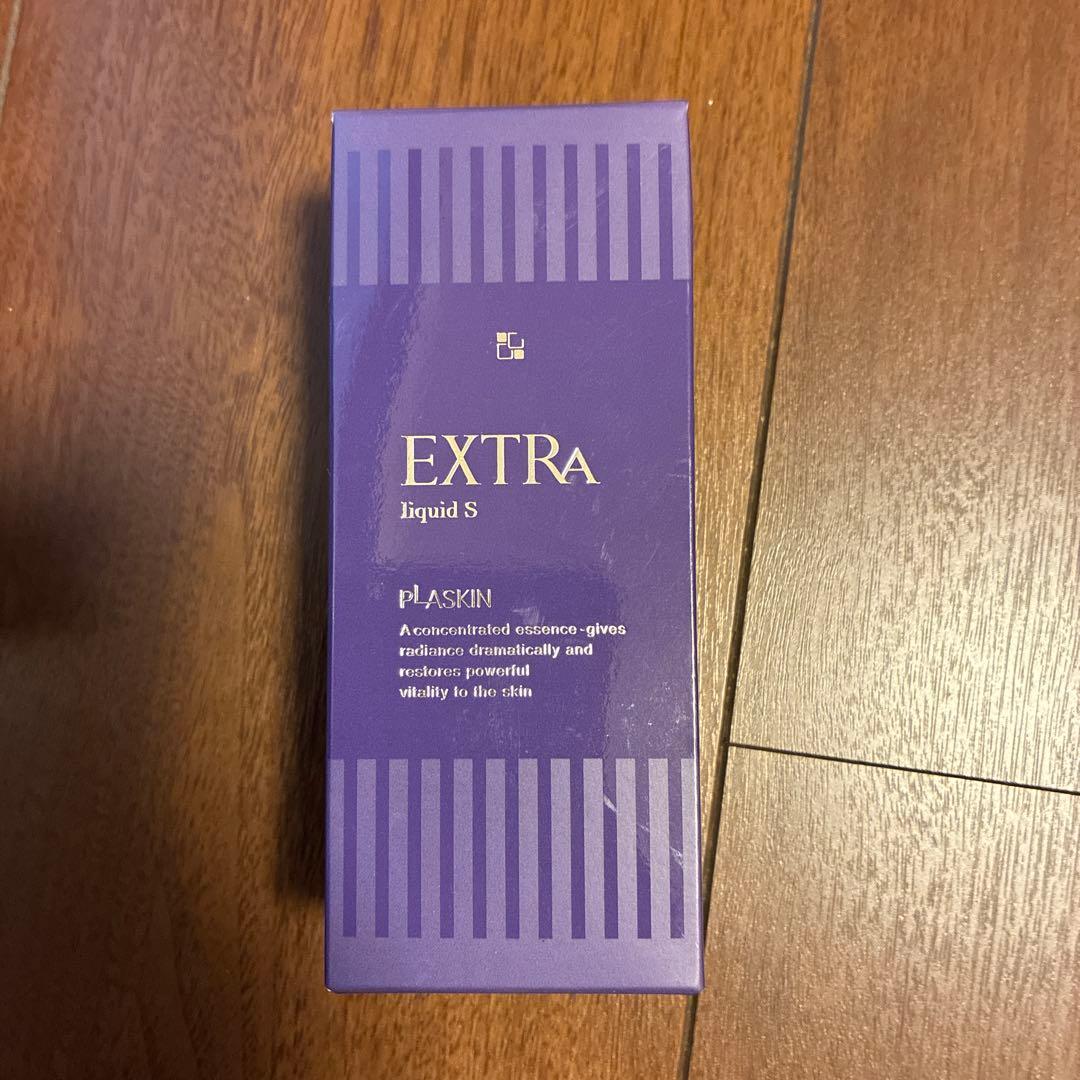 EXTRA
liquid S
PLASKIN
A concentrated essence-gives
radiance dramatically and
restores powerful
vitality to the skin